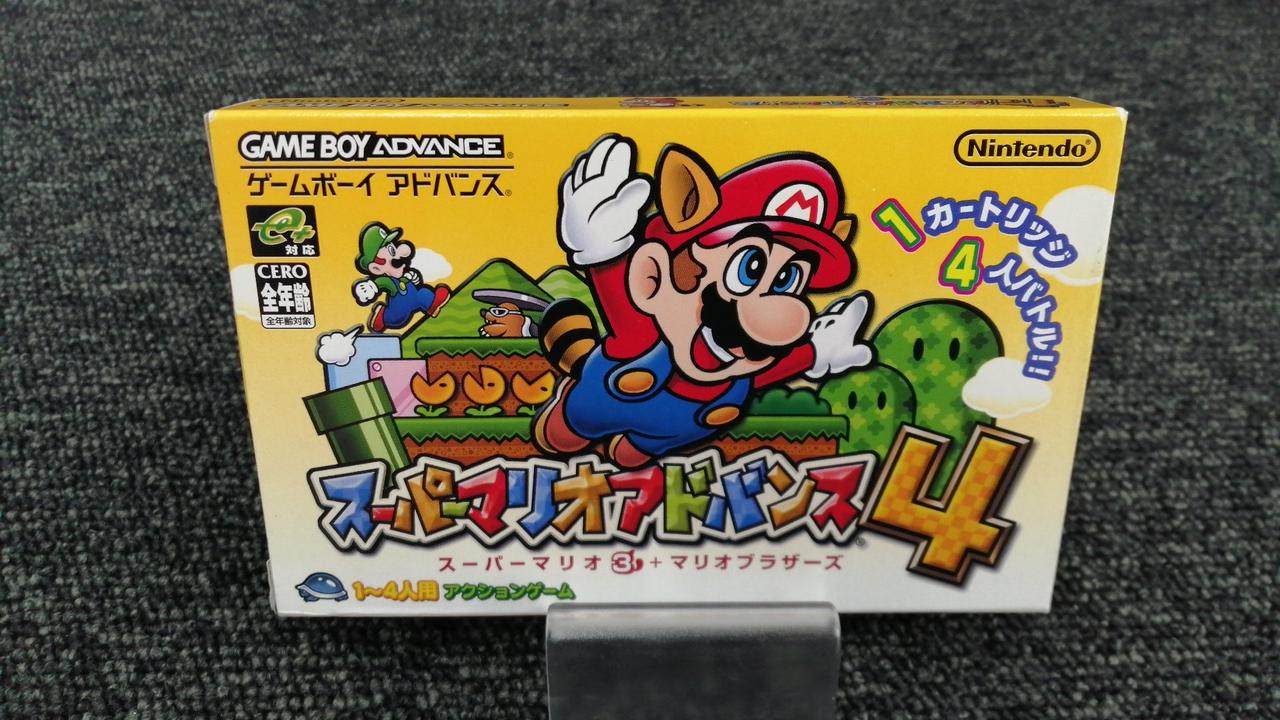 GAME BOY ADVANCE
ゲームボーイ アドバンス
Nintendo
e+
対応
CERO
全年齢
全年齢対象
M
1カートリッジ
4人バトル!!
スーパーマリオアドバンス4
スーパーマリオ3+マリオブラザーズ
1~4人用 アクションゲーム